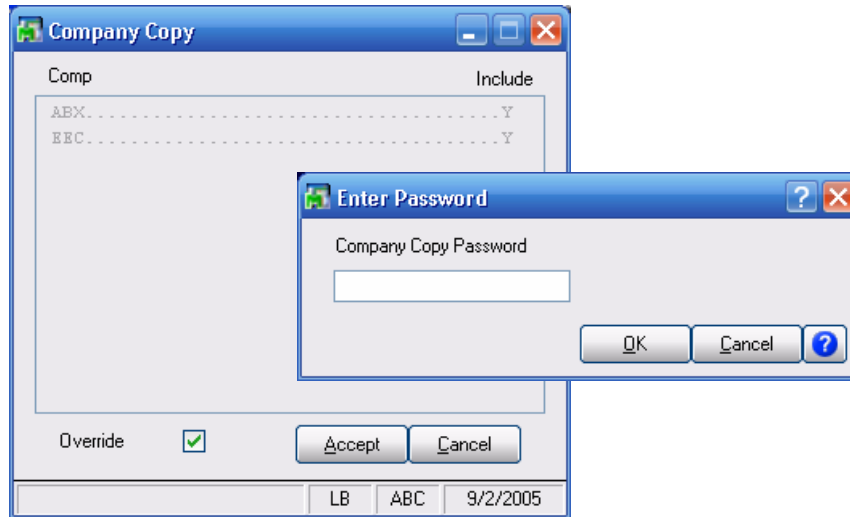 Company Copy
Comp Include
ABX.......................................Y
EEC.......................................Y
Enter Password
?
Company Copy Password
OK Cancel ?
Override Accept Cancel
LB ABC 9/2/2005